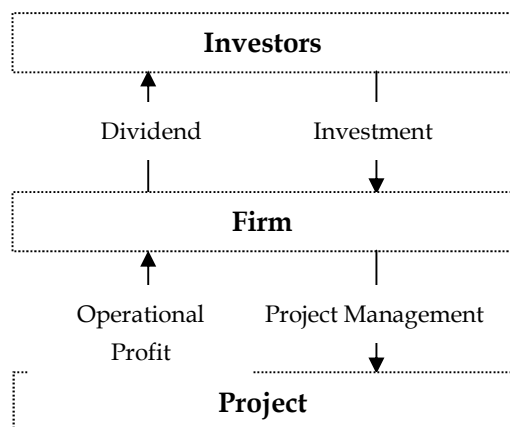 Investors
Dividend Investment
Firm
Operational Project Management
Profit
Project